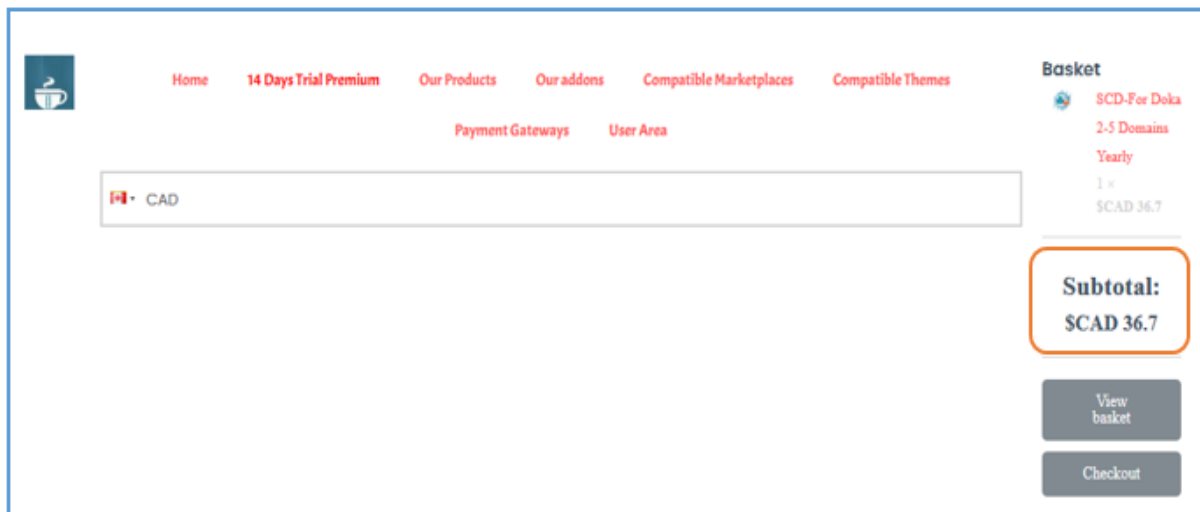 Home 14 Days Trial Premium Our Products Our addons Compatible Marketplaces Compatible Themes
Payment Gateways User Area
CAD
Basket
SCD-For Doka
2-5 Domains
Yearly
1 ×
$CAD 36.7
Subtotal:
$CAD 36.7
View
basket
Checkout